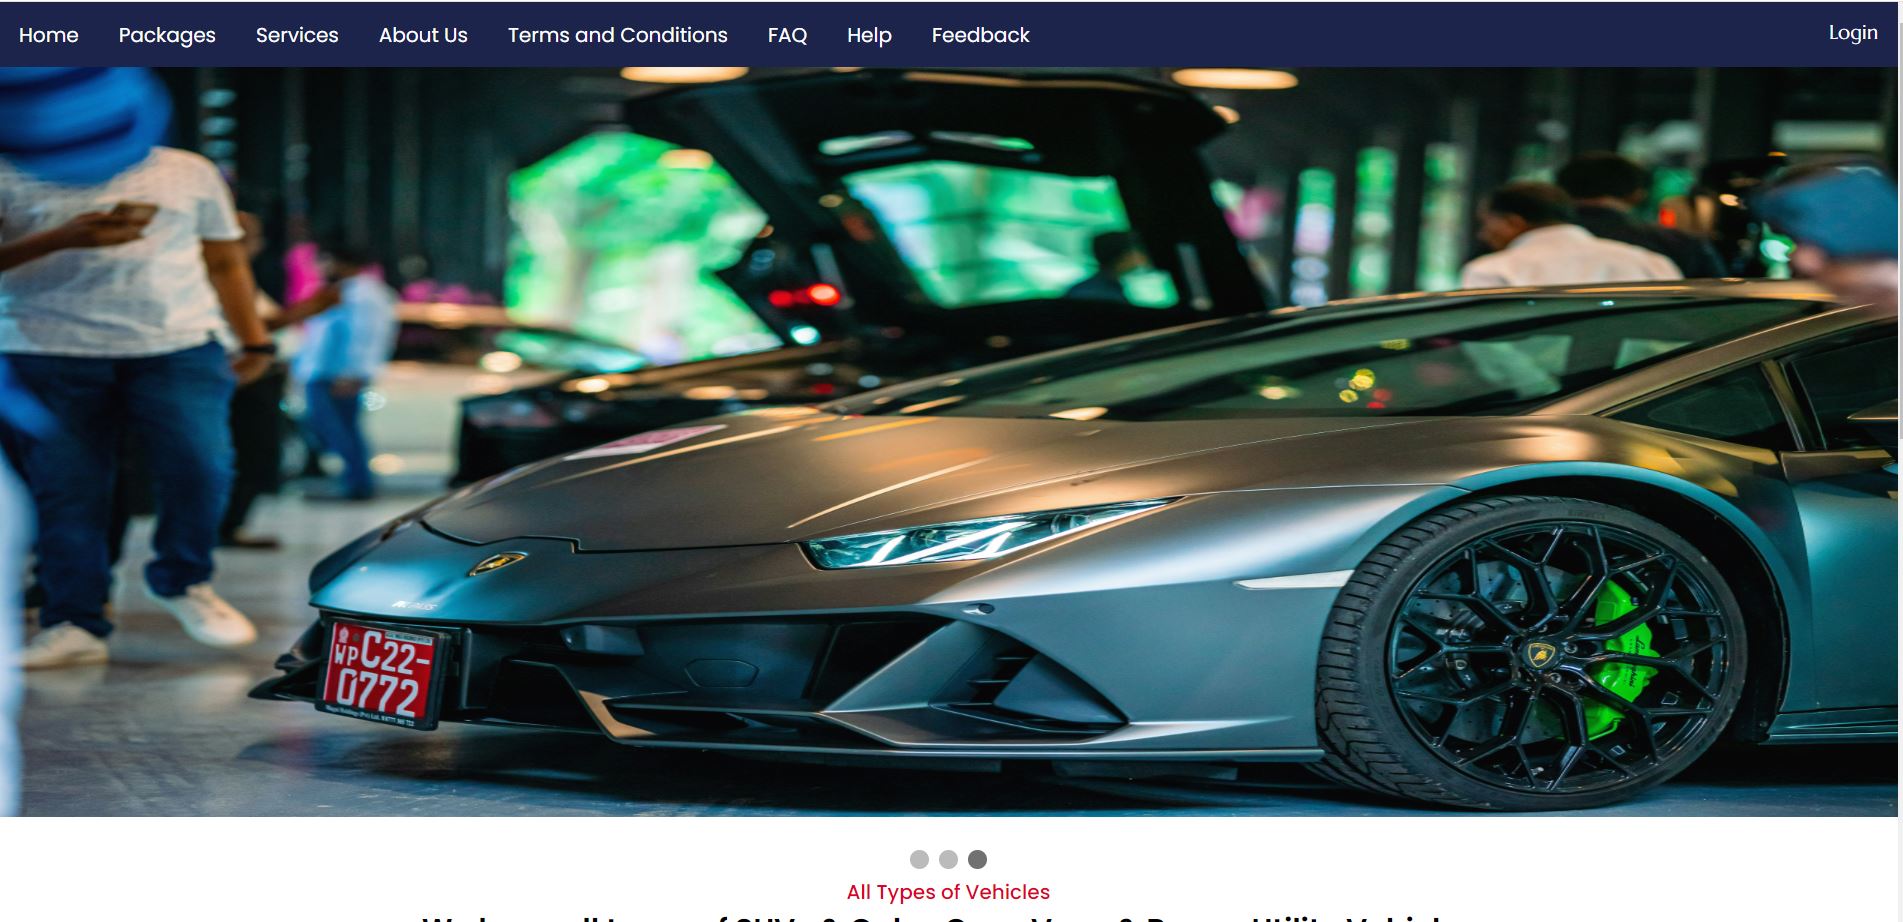 Home Packages Services About Us Terms and Conditions FAQ Help Feedback Login
WP C22-
0772
All Types of Vehicles